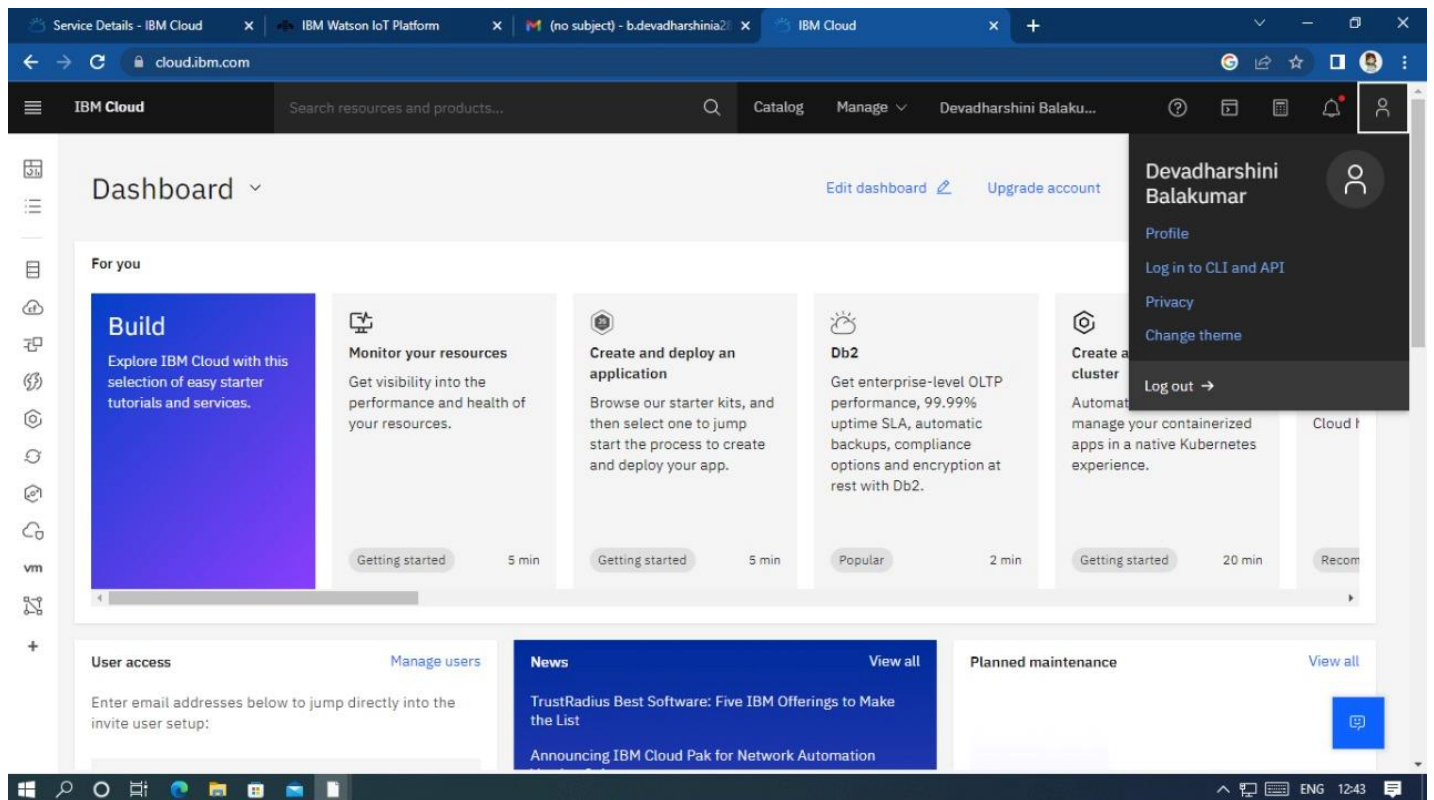 Service Details - IBM Cloud
IBM Watson IoT Platform
(no subject) - b.devadharshinia2
IBM Cloud
cloud.ibm.com
IBM Cloud
Search resources and products...
Catalog
Manage
Devadharshini Balaku...
Dashboard
Edit dashboard
Upgrade account
Devadharshini
Balakumar
Profile
Log in to CLI and API
Privacy
Change theme
Log out →
For you
Build
Explore IBM Cloud with this
selection of easy starter
tutorials and services.
Monitor your resources
Get visibility into the
performance and health of
your resources.
Getting started 5 min
Create and deploy an
application
Browse our starter kits, and
then select one to jump
start the process to create
and deploy your app.
Getting started 5 min
Db2
Get enterprise-level OLTP
performance, 99.99%
uptime SLA, automatic
backups, compliance
options and encryption at
rest with Db2.
Popular 2 min
Create a
cluster
Automat
manage your containerized
apps in a native Kubernetes
experience.
Getting started 20 min
Cloud
Recom
vm
User access Manage users
Enter email addresses below to jump directly into the
invite user setup:
News View all
TrustRadius Best Software: Five IBM Offerings to Make
the List
Announcing IBM Cloud Pak for Network Automation
Planned maintenance View all
ENG 12:43